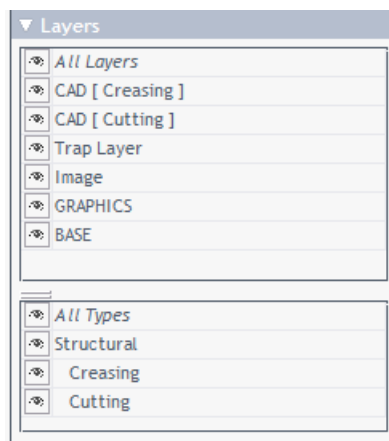 Layers
All Layers
CAD [ Creasing ]
CAD [ Cutting ]
Trap Layer
Image
GRAPHICS
BASE
All Types
Structural
Creasing
Cutting